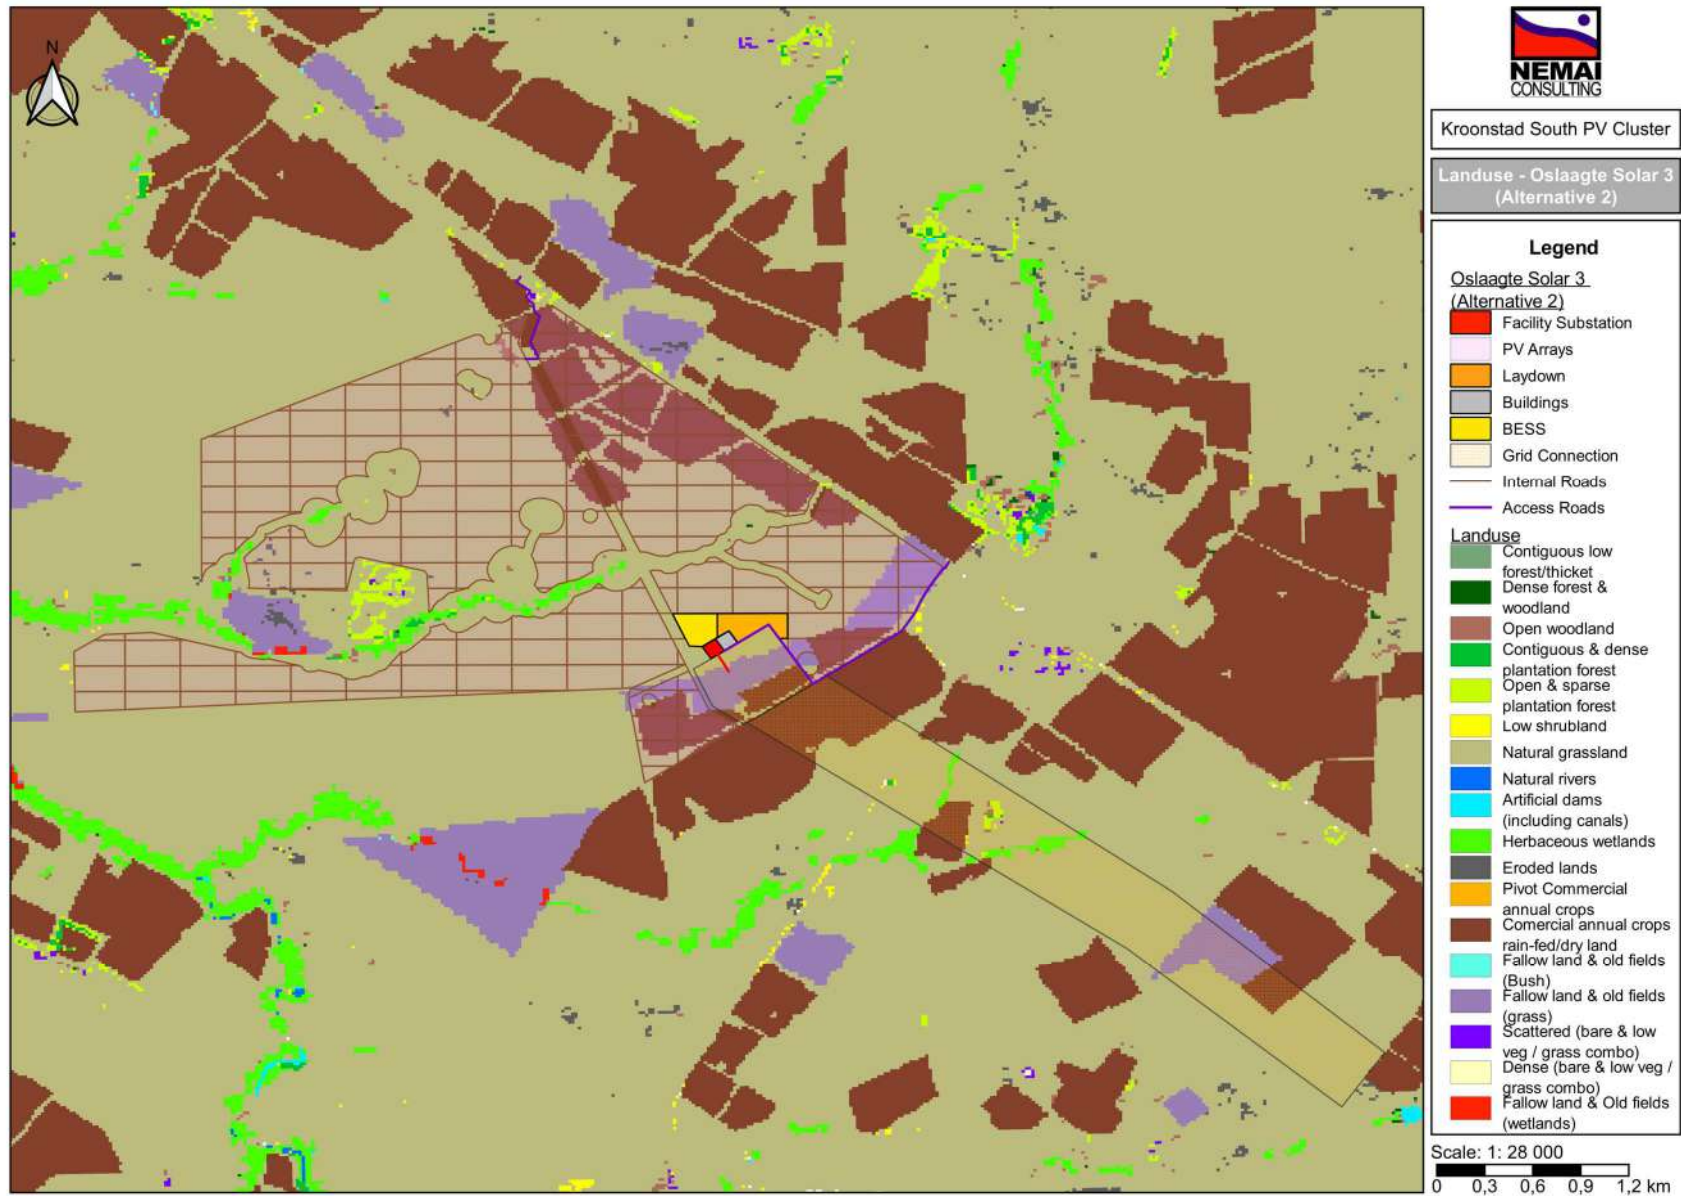 N
NEMAI
CONSULTING
Kroonstad South PV Cluster
Landuse - Oslaagte Solar 3
(Alternative 2)
Legend
Oslaagte Solar 3
(Alternative 2)
Facility Substation
PV Arrays
Laydown
Buildings
BESS
Grid Connection
Internal Roads
Access Roads
Landuse
Contiguous low
forest/thicket
Dense forest &
woodland
Open woodland
Contiguous & dense
plantation forest
Open & sparse
plantation forest
Low shrubland
Natural grassland
Natural rivers
Artificial dams
(including canals)
Herbaceous wetlands
Eroded lands
Pivot Commercial
annual crops
Comercial annual crops
rain-fed/dry land
Fallow land & old fields
(Bush)
Fallow land & old fields
(grass)
Scattered (bare & low
veg / grass combo)
Dense (bare & low veg /
grass combo)
Fallow land & Old fields
(wetlands)
Scale: 1: 28 000
0 0,3 0,6 0,9 1,2 km